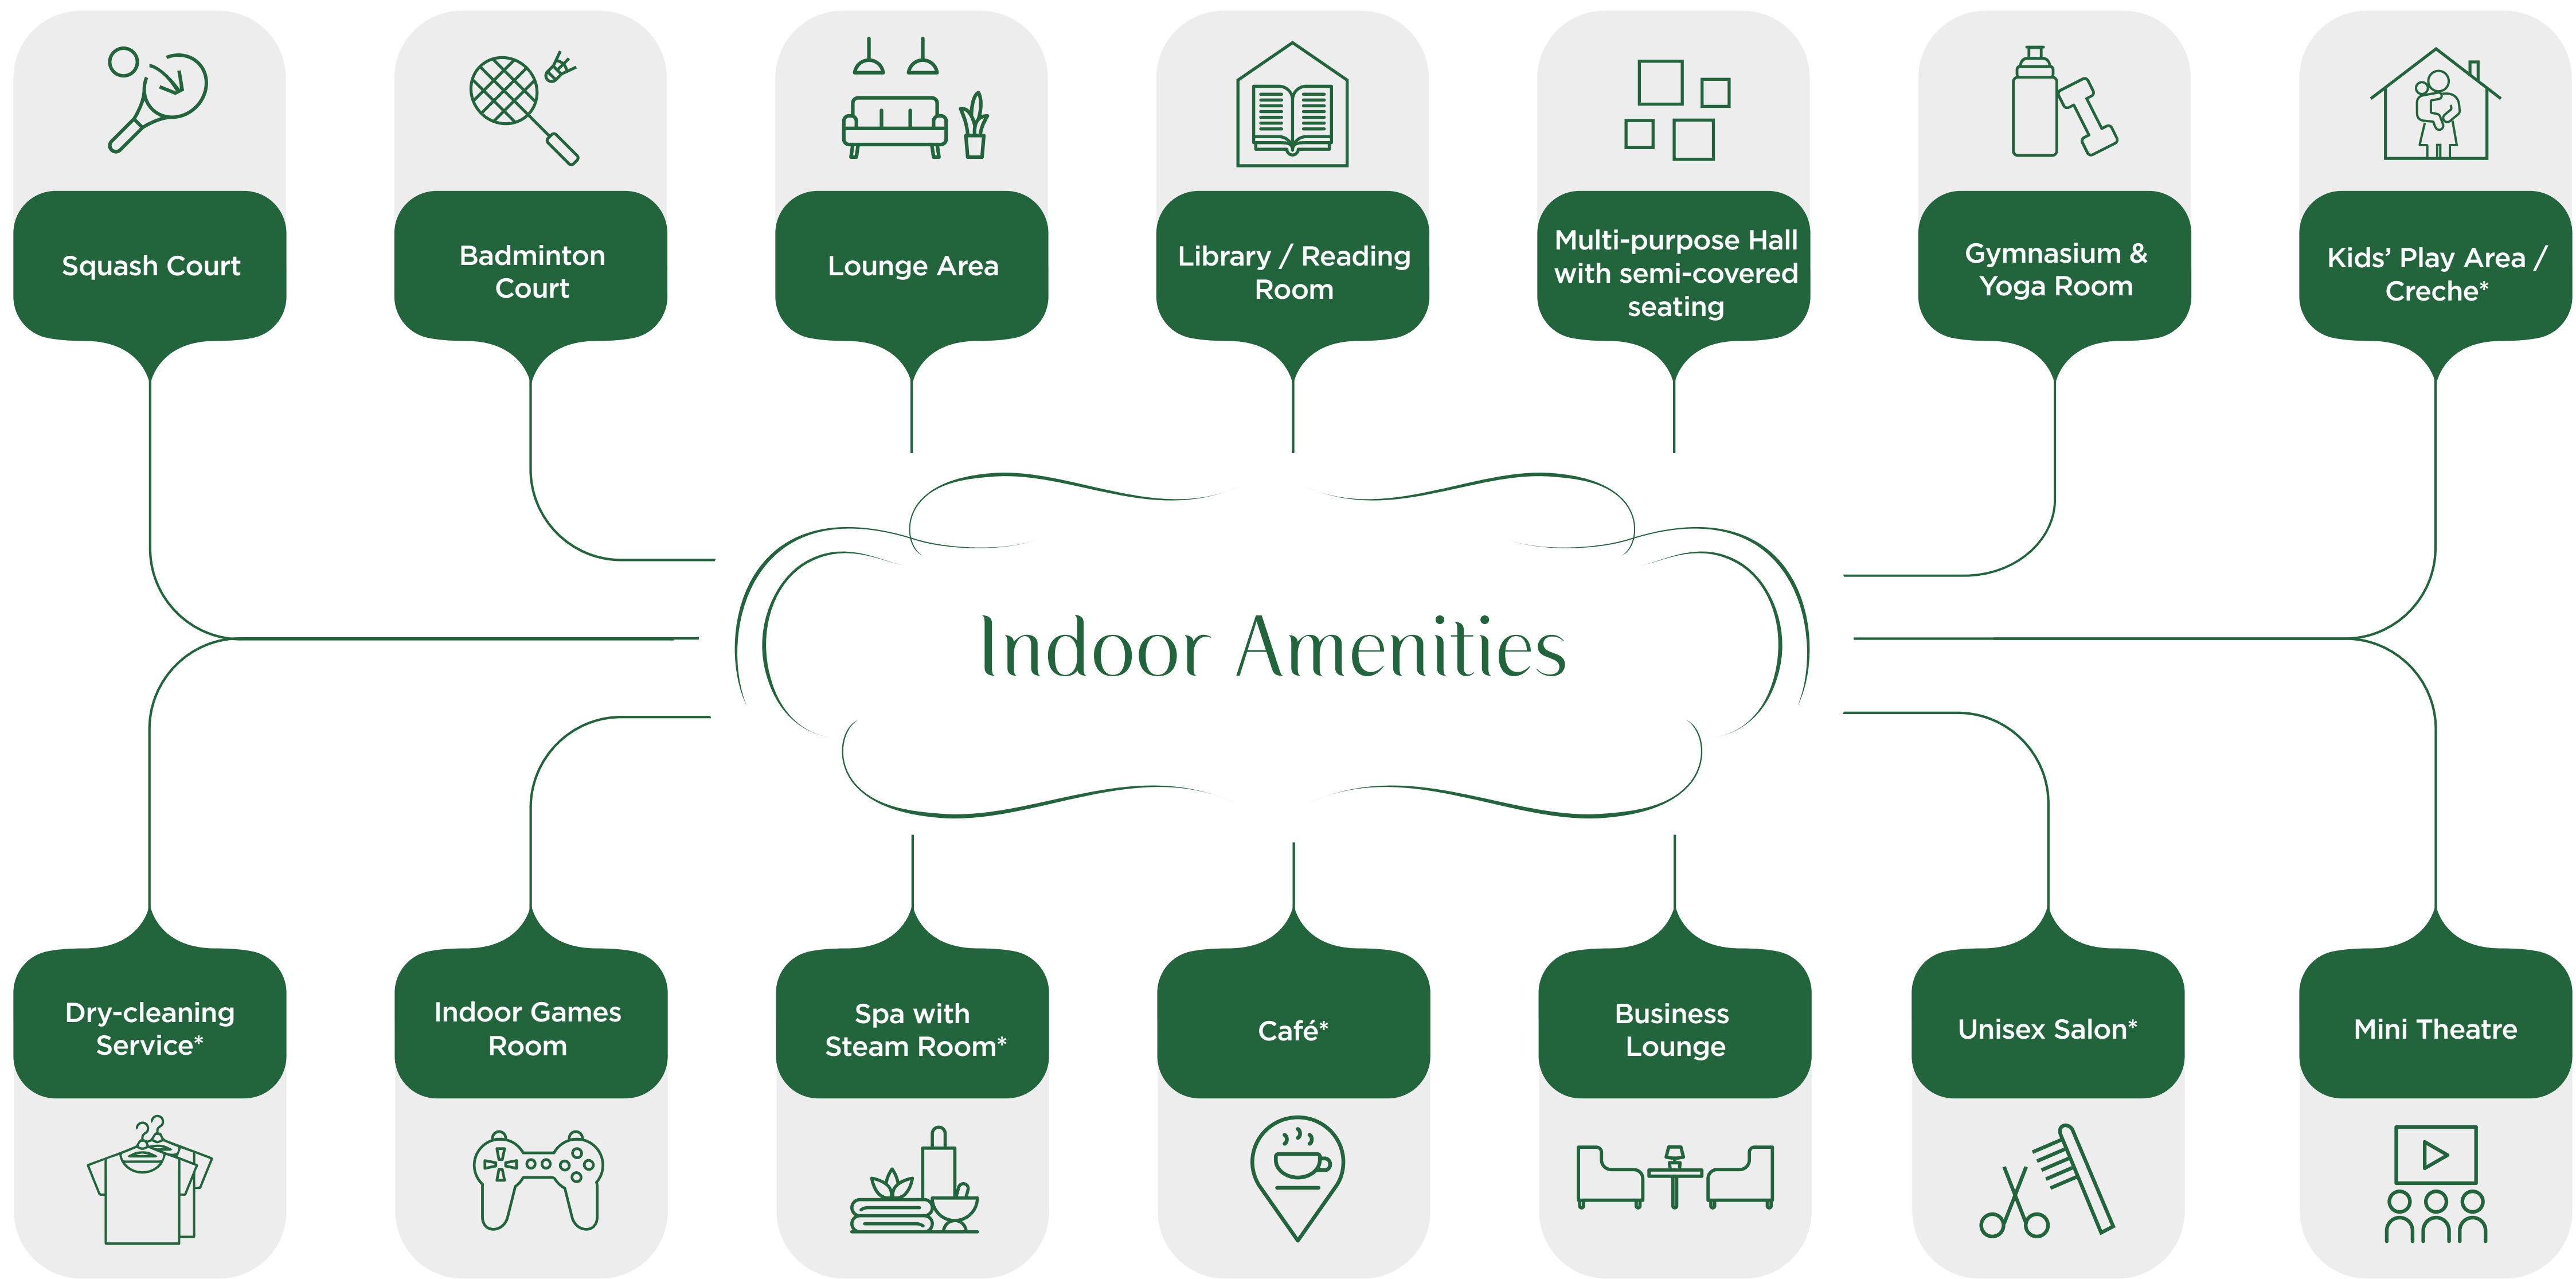 Squash Court
Badminton
Court
Lounge Area
Library / Reading
Room
Multi-purpose Hall
with semi-covered
seating
Gymnasium &
Yoga Room
Kids’ Play Area /
Creche*
Indoor Amenities
Dry-cleaning
Service*
Indoor Games
Room
Spa with
Steam Room*
Café*
Business
Lounge
Unisex Salon*
Mini Theatre